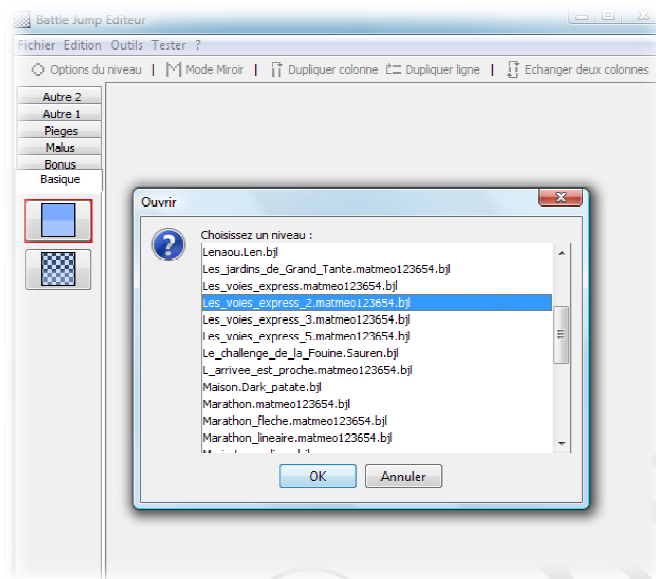 Battle Jump Editeur
Fichier Edition Outils Tester ?
Options du niveau | Mode Miroir | Dupliquer colonne Dupliquer ligne | Echanger deux colonnes
Autre 2
Autre 1
Pieges
Malus
Bonus
Basique
Ouvrir
Choisissez un niveau :
Lenaou.Len.bjl
Les_jardins_de_Grand_Tante.matmeo123654.bjl
Les_voies_express.matmeo123654.bjl
Les_voies_express_2.matmeo123654.bjl
Les_voies_express_3.matmeo123654.bjl
Les_voies_express_5.matmeo123654.bjl
Le_challenge_de_la_Fouine.Sauren.bjl
L_arrivee_est_proche.matmeo123654.bjl
Maison.Dark_patate.bjl
Marathon.matmeo123654.bjl
Marathon_fleche.matmeo123654.bjl
Marathon_lineaire.matmeo123654.bjl
OK Annuler